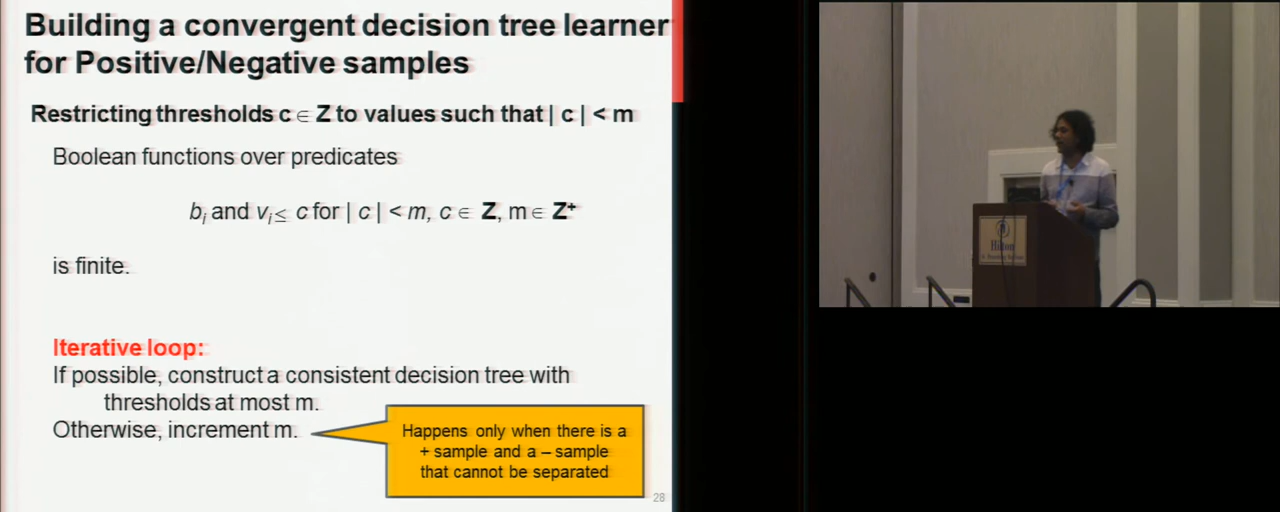 Building a convergent decision tree learner
for Positive/Negative samples
Restricting thresholds c ∈ Z to values such that | c | < m
Boolean functions over predicates
bᵢ and vᵢ ≤ c for | c | < m, c ∈ Z, m ∈ Z⁺
is finite.
Iterative loop:
If possible, construct a consistent decision tree with
thresholds at most m.
Otherwise, increment m.
Happens only when there is a
+ sample and a – sample
that cannot be separated
28
Hilton